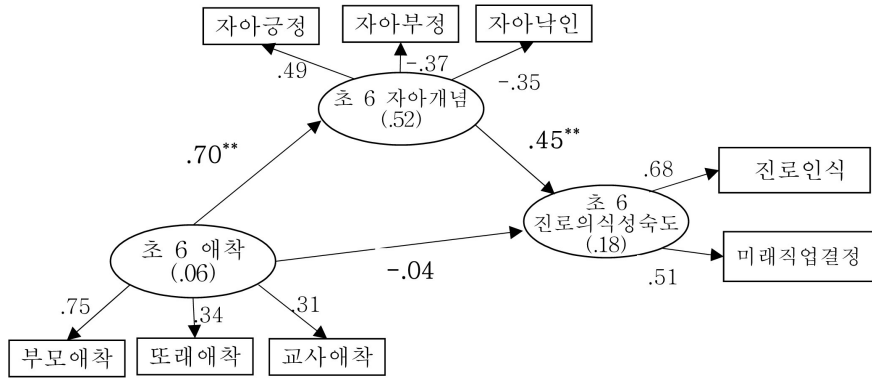 자아긍정 자아부정 자아낙인
.49 -.37 -.35
초 6 자아개념
(.52)
.70**
.45**
.68
진로인식
초 6
진로의식성숙도
(.18)
초 6 애착
(.06)
-.04
미래직업결정
.51
.75 .34 .31
부모애착 또래애착 교사애착